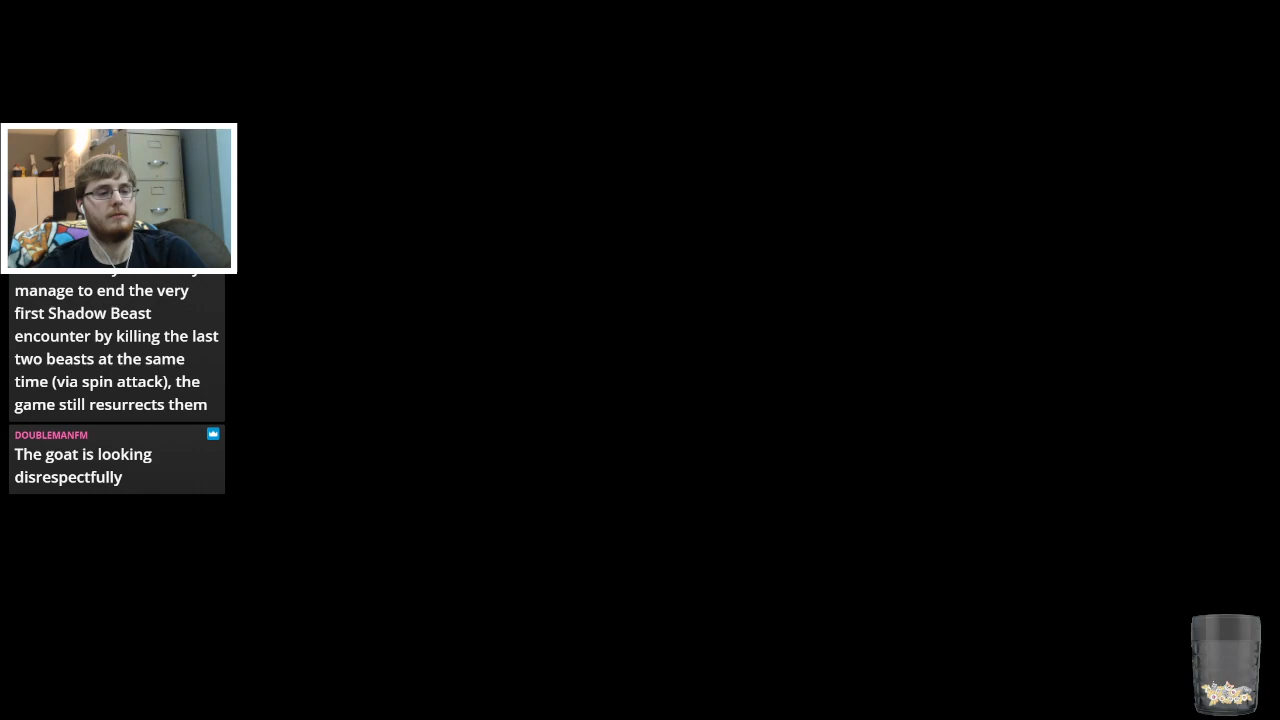 manage to end the very
first Shadow Beast
encounter by killing the last
two beasts at the same
time (via spin attack), the
game still resurrects them
DOUBLEMANFM
The goat is looking
disrespectfully